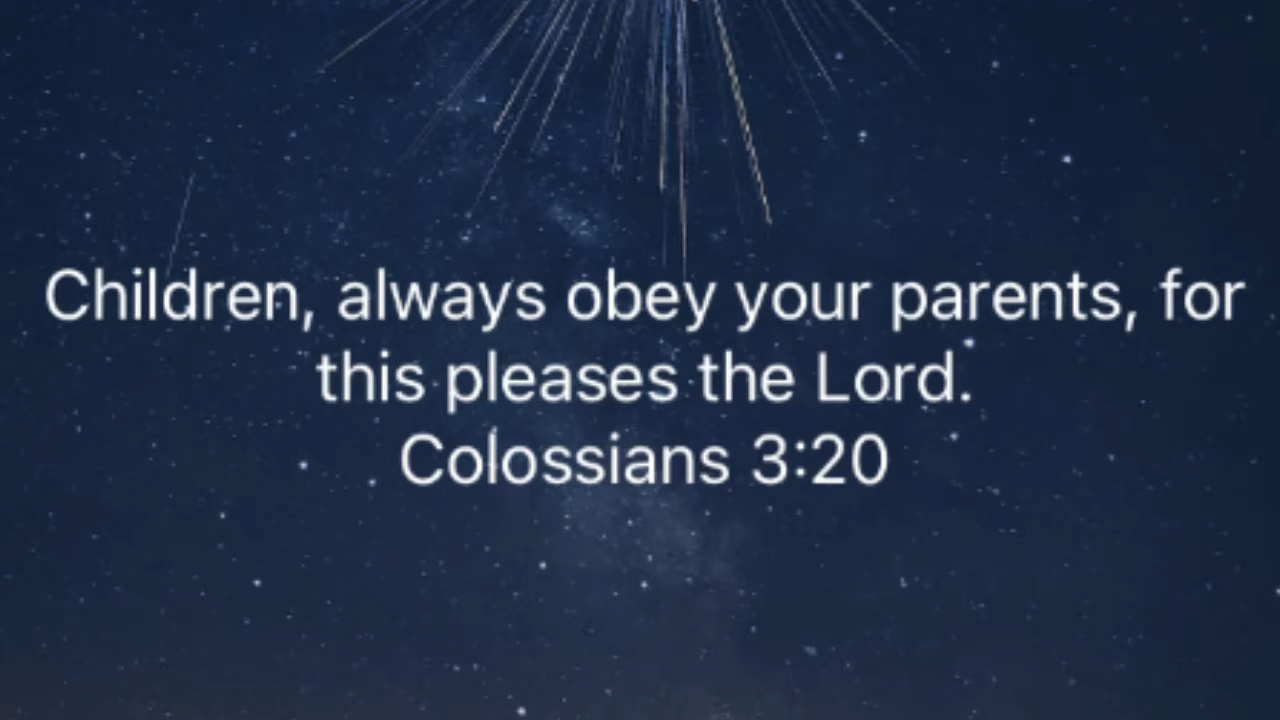 Children, always obey your parents, for
this pleases the Lord.
Colossians 3:20